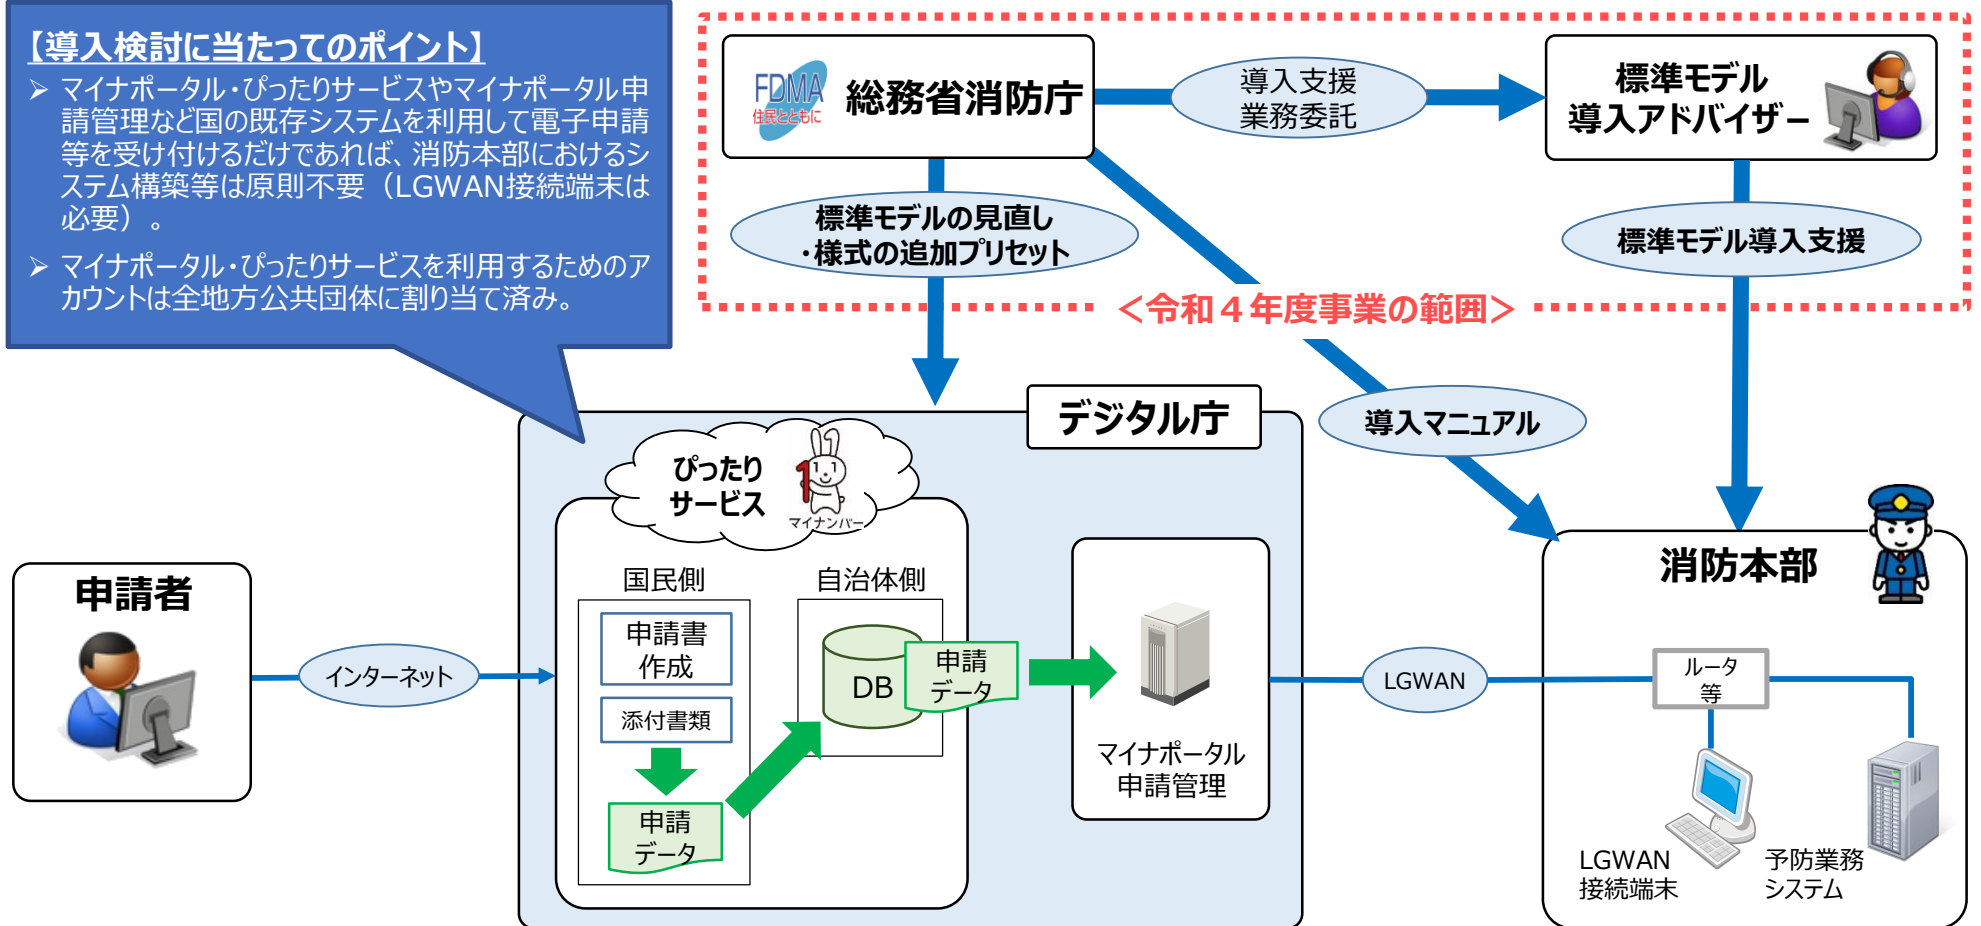 【導入検討に当たってのポイント】
➢ マイナポータル・ぴったりサービスやマイナポータル申
請管理など国の既存システムを利用して電子申請
等を受け付けるだけであれば、消防本部におけるシ
ステム構築等は原則不要（LGWAN接続端末は
必要）。
➢ マイナポータル・ぴったりサービスを利用するためのア
カウントは全地方公共団体に割り当て済み。
FDMA
住民とともに
総務省消防庁
導入支援
業務委託
標準モデル
導入アドバイザー
標準モデルの見直し
・様式の追加プリセット
標準モデル導入支援
＜令和４年度事業の範囲＞
デジタル庁
導入マニュアル
ぴったり
サービス
1
マイナンバー
申請者
インターネット
国民側
申請書
作成
添付書類
申請
データ
自治体側
DB
申請
データ
マイナポータル
申請管理
LGWAN
消防本部
ルータ
等
LGWAN
接続端末
予防業務
システム